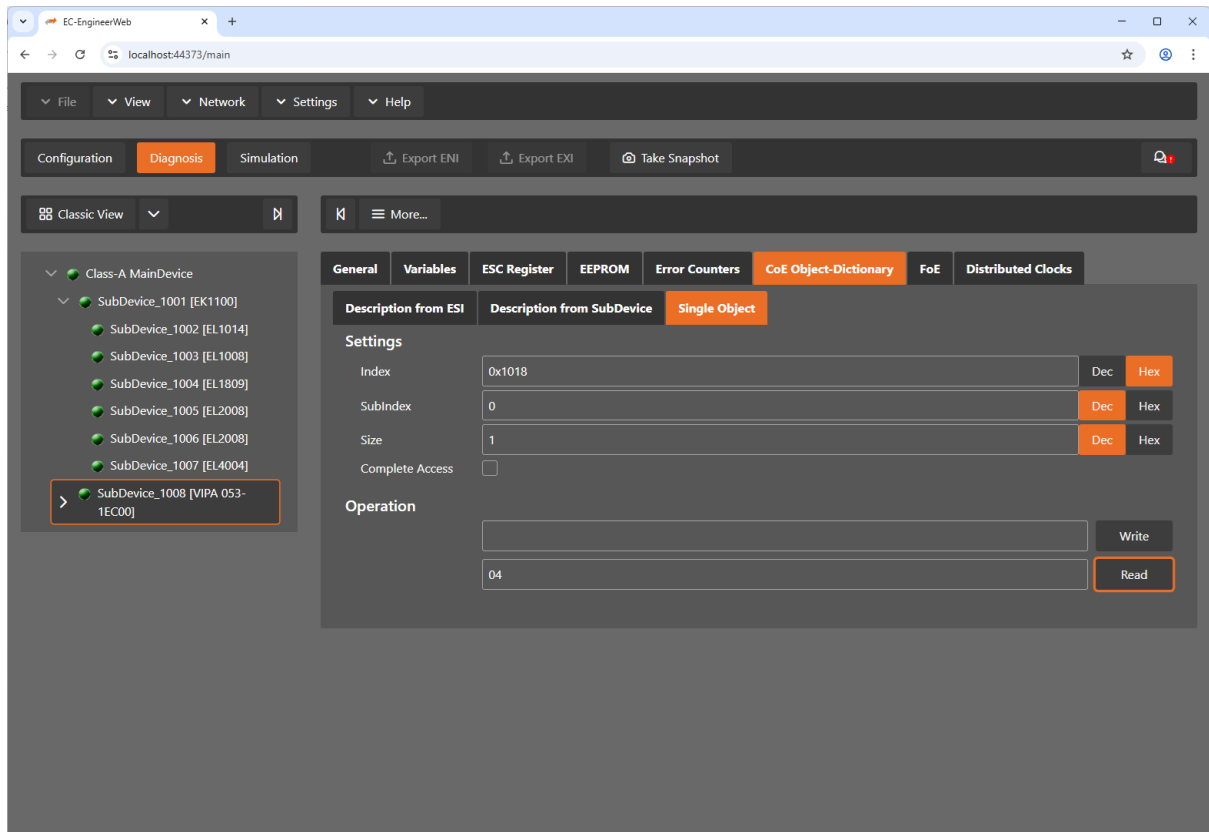 EC-EngineerWeb
localhost:44373/main
File View Network Settings Help
Configuration Diagnosis Simulation Export ENI Export EXI Take Snapshot
Classic View More...
Class-A MainDevice
SubDevice_1001 [EK1100]
SubDevice_1002 [EL1014]
SubDevice_1003 [EL1008]
SubDevice_1004 [EL1809]
SubDevice_1005 [EL2008]
SubDevice_1006 [EL2008]
SubDevice_1007 [EL4004]
SubDevice_1008 [VIPA 053-
1EC00]
General Variables ESC Register EEPROM Error Counters CoE Object-Dictionary FoE Distributed Clocks
Description from ESI Description from SubDevice Single Object
Settings
Index 0x1018 Dec Hex
SubIndex 0 Dec Hex
Size 1 Dec Hex
Complete Access
Operation
Write
04 Read